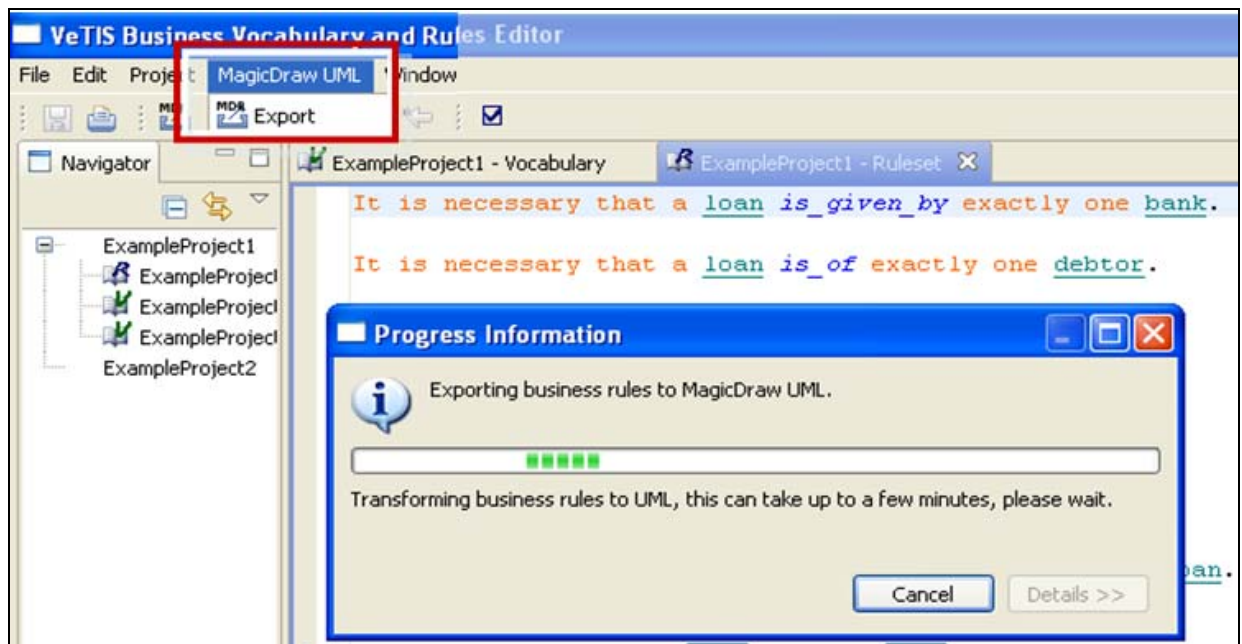 VeTIS Business Vocabulary and Rules Editor
File Edit Project MagicDraw UML Window
MDR Export
Navigator
ExampleProject1 - Vocabulary ExampleProject1 - Ruleset
It is necessary that a loan is_given_by exactly one bank.
It is necessary that a loan is_of exactly one debtor.
ExampleProject1
ExampleProject
ExampleProject
ExampleProject
ExampleProject2
Progress Information
Exporting business rules to MagicDraw UML.
Transforming business rules to UML, this can take up to a few minutes, please wait.
Cancel Details >>